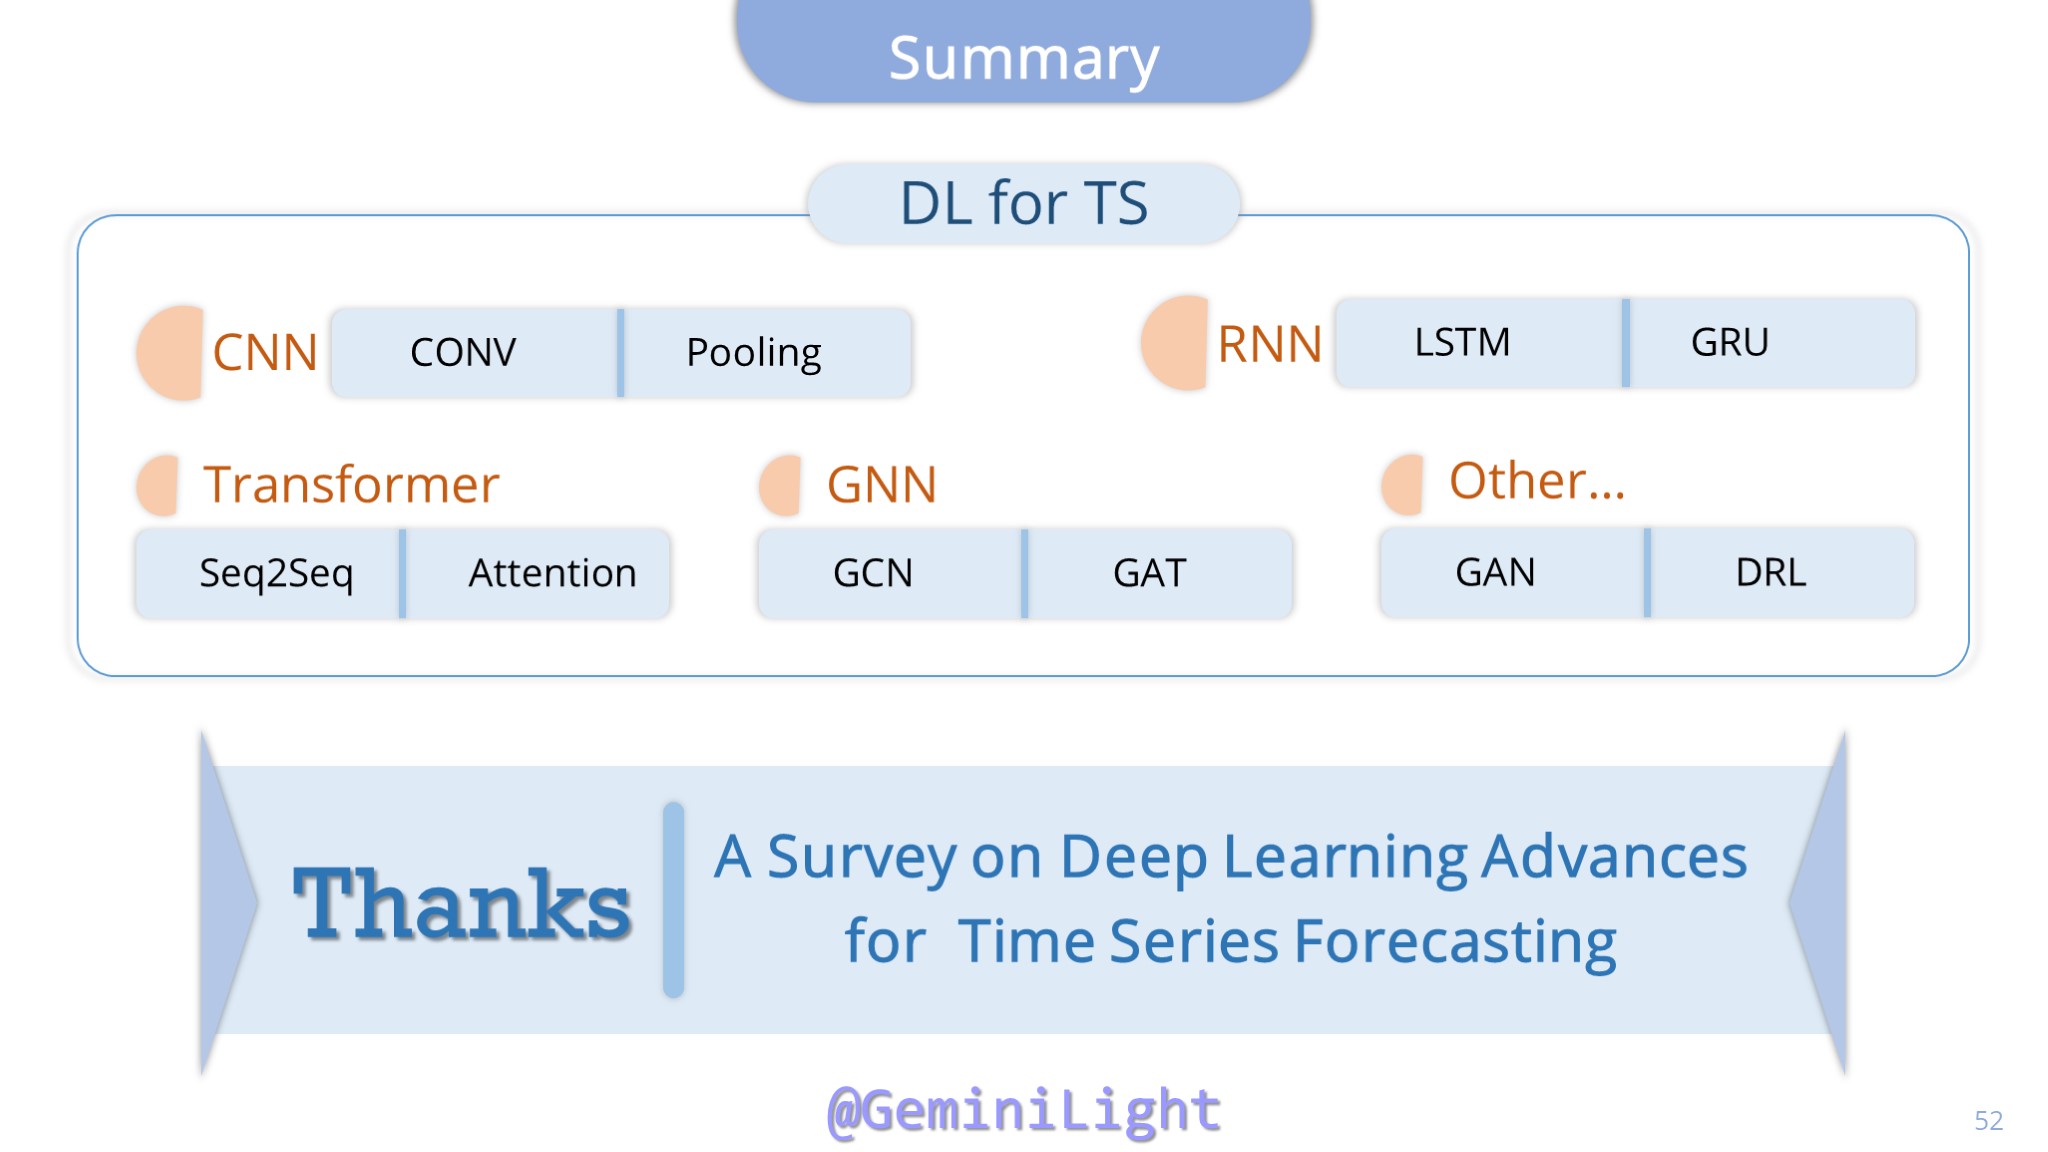 Summary
DL for TS
CNN CONV Pooling
RNN LSTM GRU
Transformer
Seq2Seq Attention
GNN
GCN GAT
Other...
GAN DRL
Thanks
A Survey on Deep Learning Advances
for Time Series Forecasting
@GeminiLight
52